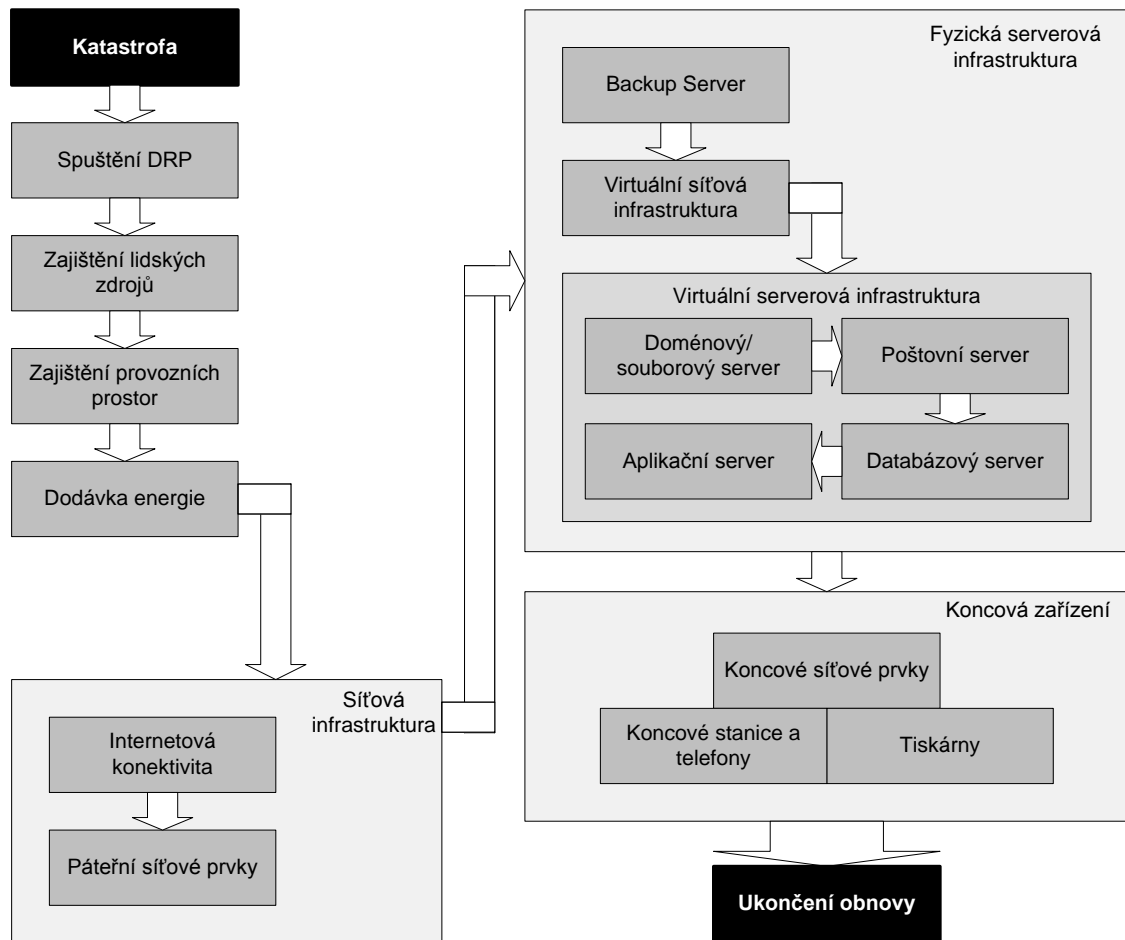 Katastrofa
Spuštění DRP
Zajištění lidských
zdrojů
Zajištění provozních
prostor
Dodávka energie
Síťová
infrastruktura
Internetová
konektivita
Páteřní síťové prvky
Fyzická serverová
infrastruktura
Backup Server
Virtuální síťová
infrastruktura
Virtuální serverová infrastruktura
Doménový/
souborový server
Poštovní server
Aplikační server
Databázový server
Koncová zařízení
Koncové síťové prvky
Koncové stanice a
telefony
Tiskárny
Ukončení obnovy